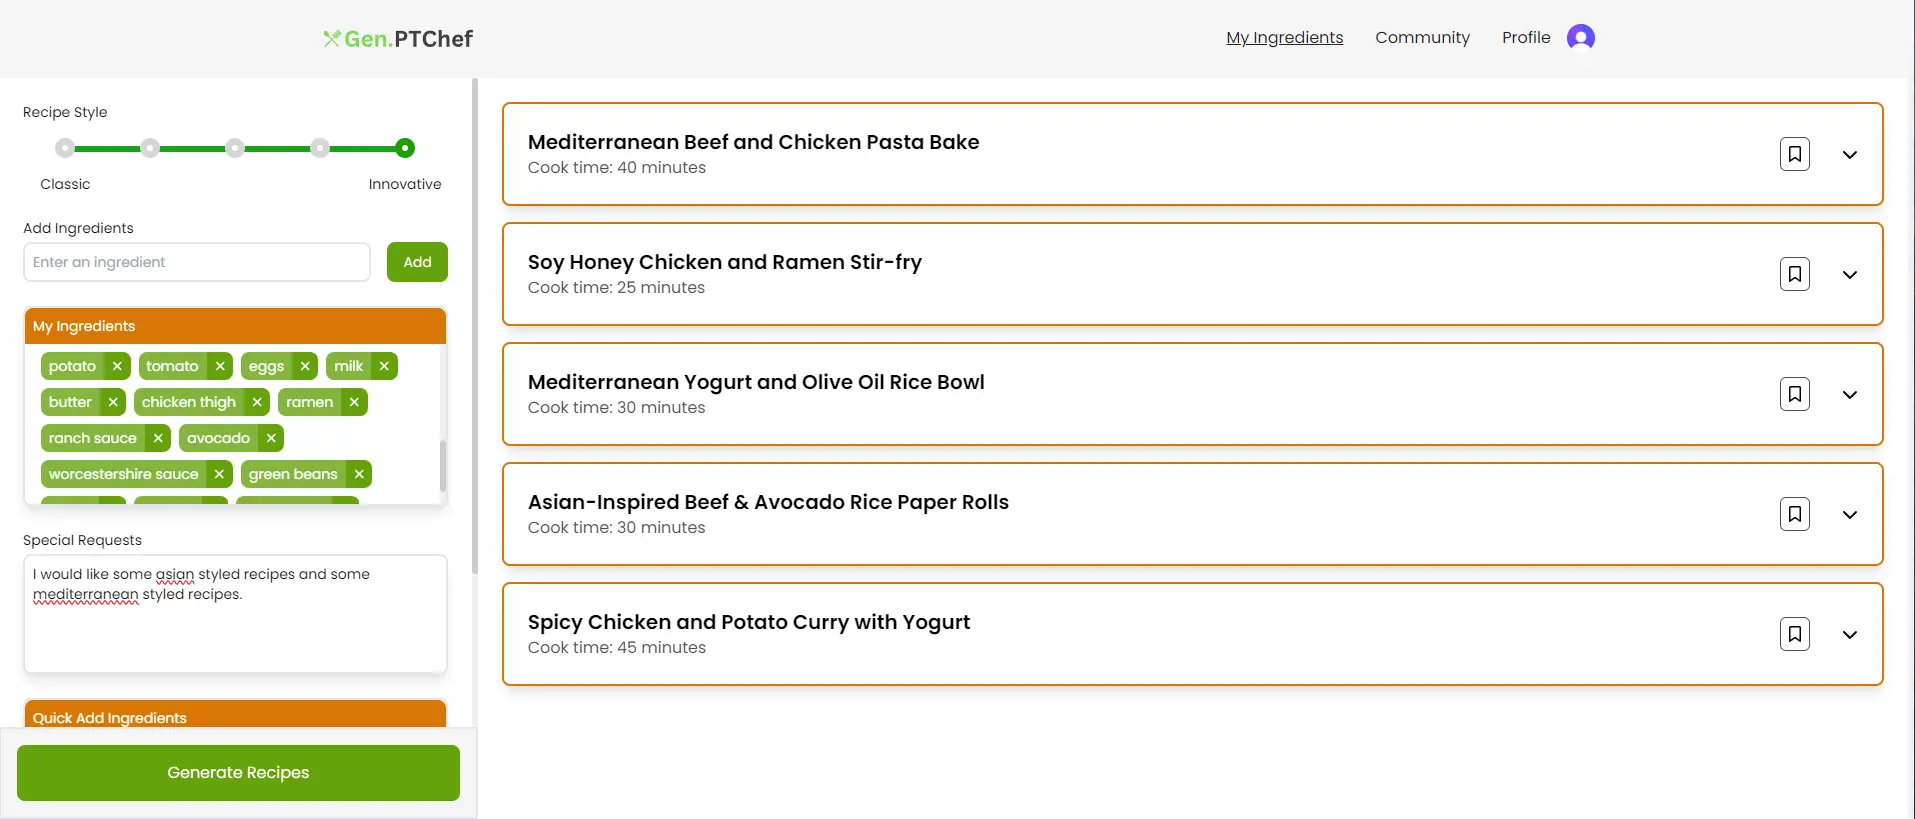 Gen.PTChef
My Ingredients Community Profile
Recipe Style
Classic Innovative
Add Ingredients
Enter an ingredient Add
My Ingredients
potato × tomato × eggs × milk ×
butter × chicken thigh × ramen ×
ranch sauce × avocado ×
worcestershire sauce × green beans ×
Special Requests
I would like some asian styled recipes and some
mediterranean styled recipes.
Quick Add Ingredients
Generate Recipes
Mediterranean Beef and Chicken Pasta Bake
Cook time: 40 minutes
Soy Honey Chicken and Ramen Stir-fry
Cook time: 25 minutes
Mediterranean Yogurt and Olive Oil Rice Bowl
Cook time: 30 minutes
Asian-Inspired Beef & Avocado Rice Paper Rolls
Cook time: 30 minutes
Spicy Chicken and Potato Curry with Yogurt
Cook time: 45 minutes